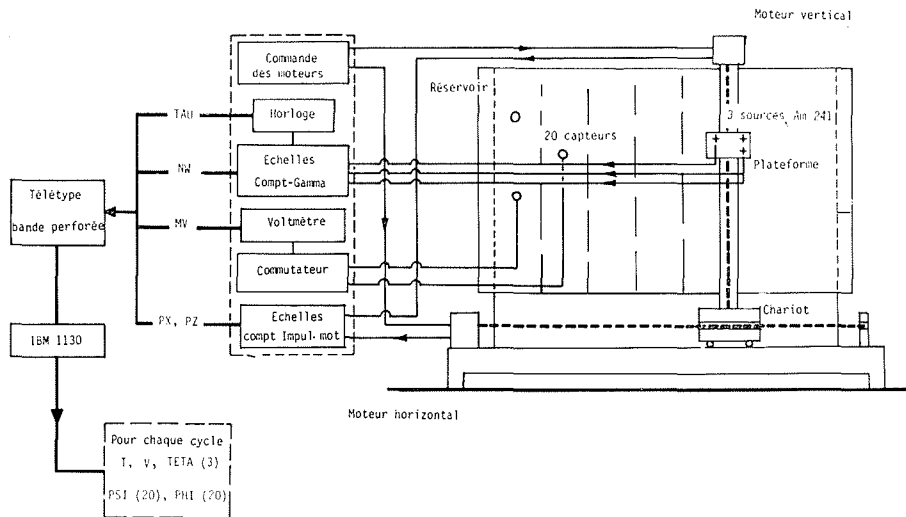 Moteur vertical
Commande
des moteurs
Réservoir
3 sources, Am 241
TAU
Horloge
20 capteurs
NW
Echelles
Compt-Gamma
Plateforme
Télétype
bande perforée
MV
Voltmètre
Commutateur
Chariot
PX, PZ
Echelles
compt Impul.mot
IBM 1130
Moteur horizontal
Pour chaque cycle
T, V, TETA (3)
PSI (20), PHI (20)